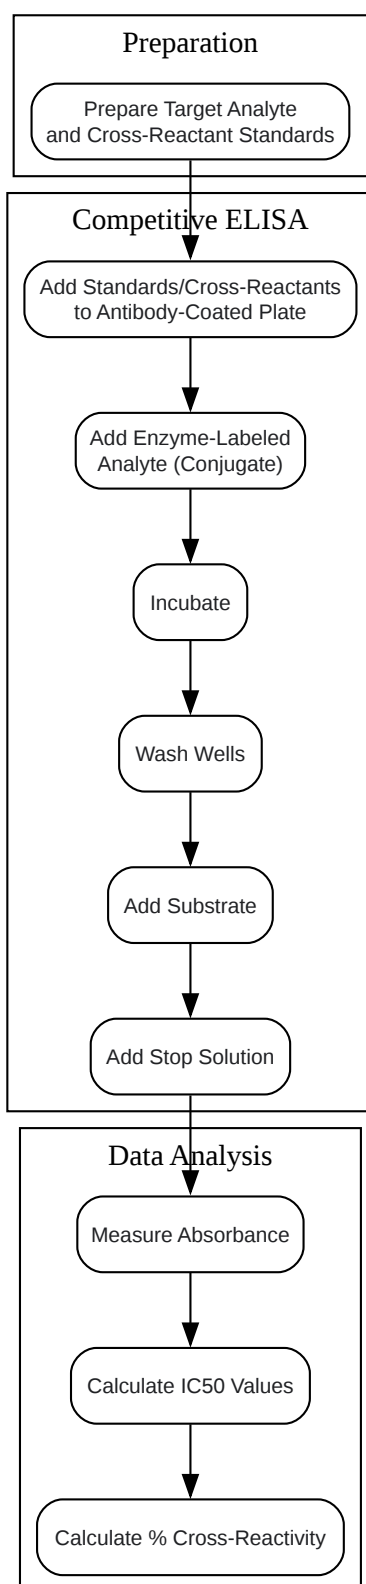 Preparation
Prepare Target Analyte
and Cross-Reactant Standards
Competitive ELISA
Add Standards/Cross-Reactants
to Antibody-Coated Plate
Add Enzyme-Labeled
Analyte (Conjugate)
Incubate
Wash Wells
Add Substrate
Add Stop Solution
Data Analysis
Measure Absorbance
Calculate IC50 Values
Calculate % Cross-Reactivity